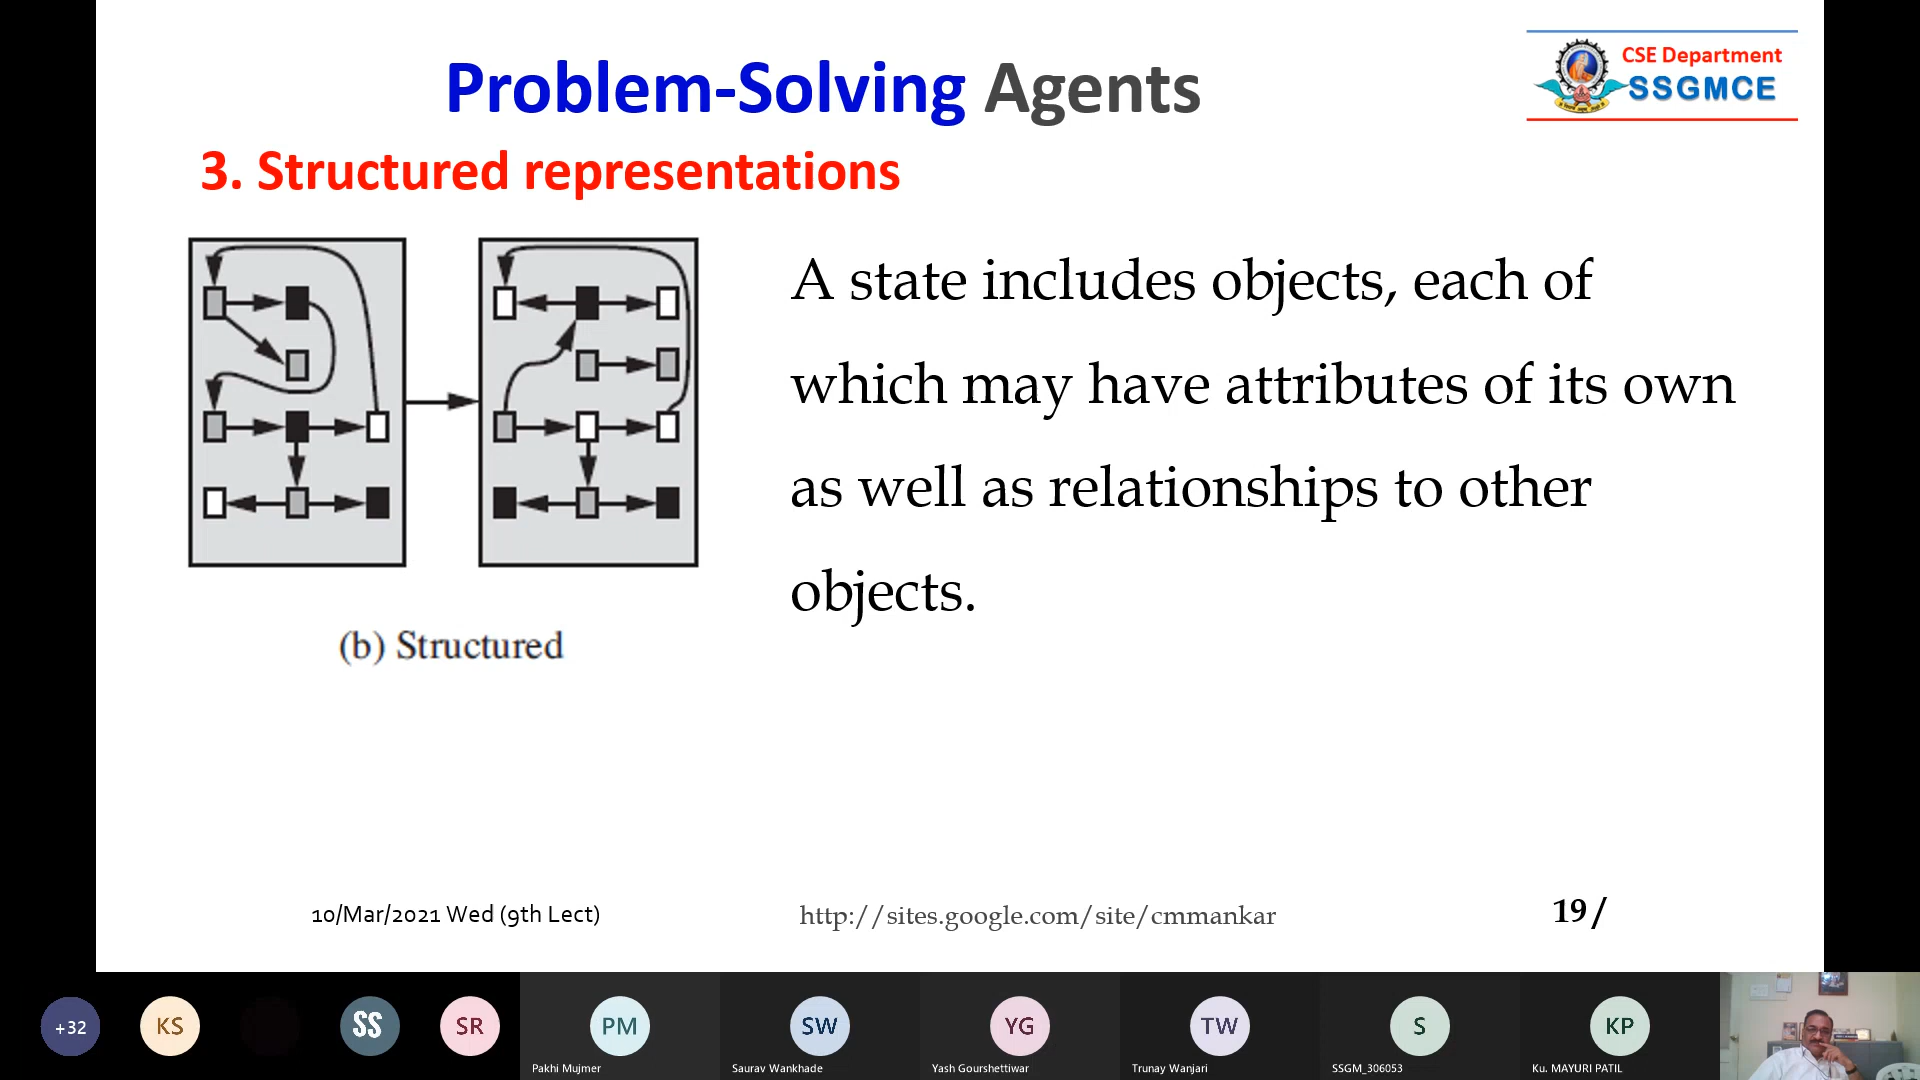 Problem-Solving Agents
CSE Department
SSGMCE
3. Structured representations
A state includes objects, each of
which may have attributes of its own
as well as relationships to other
objects.
(b) Structured
10/Mar/2021 Wed (9th Lect)
http://sites.google.com/site/cmmankar
19/
+32
KS
SS
SR
PM
SW
YG
TW
S
KP
Pakhi Mujmer
Saurav Wankhade
Yash Gourshettiwar
Trunay Wanjari
SSGM_306053
Ku. MAYURI PATIL